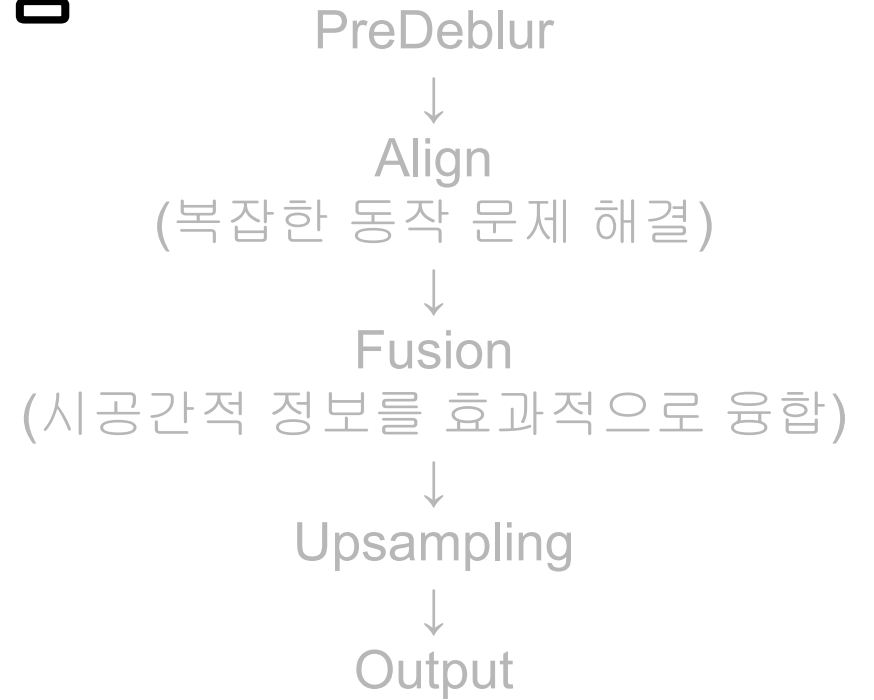 PreDeblur
↓
Align
(복잡한 동작 문제 해결)
↓
Fusion
(시공간적 정보를 효과적으로 융합)
↓
Upsampling
↓
Output